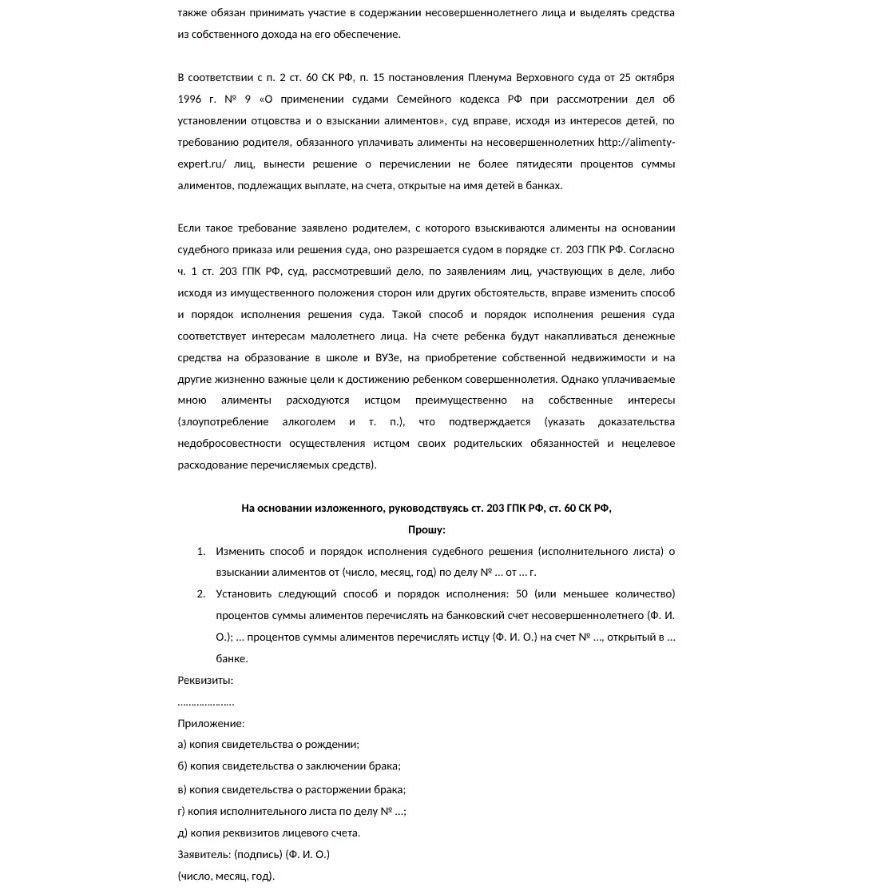 также обязан принимать участие в содержании несовершеннолетнего лица и выделять средства
из собственного дохода на его обеспечение.
В соответствии с п. 2 ст. 60 СК РФ, п. 15 постановления Пленума Верховного суда от 25 октября
1996 г. № 9 «О применении судами Семейного кодекса РФ при рассмотрении дел об
установлении отцовства и о взыскании алиментов», суд вправе, исходя из интересов детей, по
требованию родителя, обязанного уплачивать алименты на несовершеннолетних http://alimenty-
expert.ru/ лиц, вынести решение о перечислении не более пятидесяти процентов суммы
алиментов, подлежащих выплате, на счета, открытые на имя детей в банках.
Если такое требование заявлено родителем, с которого взыскиваются алименты на основании
судебного приказа или решения суда, оно разрешается судом в порядке ст. 203 ГПК РФ. Согласно
ч. 1 ст. 203 ГПК РФ, суд, рассмотревший дело, по заявлениям лиц, участвующих в деле, либо
исходя из имущественного положения сторон или других обстоятельств, вправе изменить способ
и порядок исполнения решения суда. Такой способ и порядок исполнения решения суда
соответствует интересам малолетнего лица. На счете ребенка будут накапливаться денежные
средства на образование в школе и ВУЗе, на приобретение собственной недвижимости и на
другие жизненно важные цели к достижению ребенком совершеннолетия. Однако уплачиваемые
мною алименты расходуются истцом преимущественно на собственные интересы
(злоупотребление алкоголем и т. п.), что подтверждается (указать доказательства
недобросовестности осуществления истцом своих родительских обязанностей и нецелевое
расходование перечисляемых средств).
На основании изложенного, руководствуясь ст. 203 ГПК РФ, ст. 60 СК РФ,
Прошу:
1. Изменить способ и порядок исполнения судебного решения (исполнительного листа) о
взыскании алиментов от (число, месяц, год) по делу № … от … г.
2. Установить следующий способ и порядок исполнения: 50 (или меньшее количество)
процентов суммы алиментов перечислять на банковский счет несовершеннолетнего (Ф. И.
О.); … процентов суммы алиментов перечислять истцу (Ф. И. О.) на счет № …, открытый в …
банке.
Реквизиты:
…………………
Приложение:
а) копия свидетельства о рождении;
б) копия свидетельства о заключении брака;
в) копия свидетельства о расторжении брака;
г) копия исполнительного листа по делу № …;
д) копия реквизитов лицевого счета.
Заявитель: (подпись) (Ф. И. О.)
(число, месяц, год).